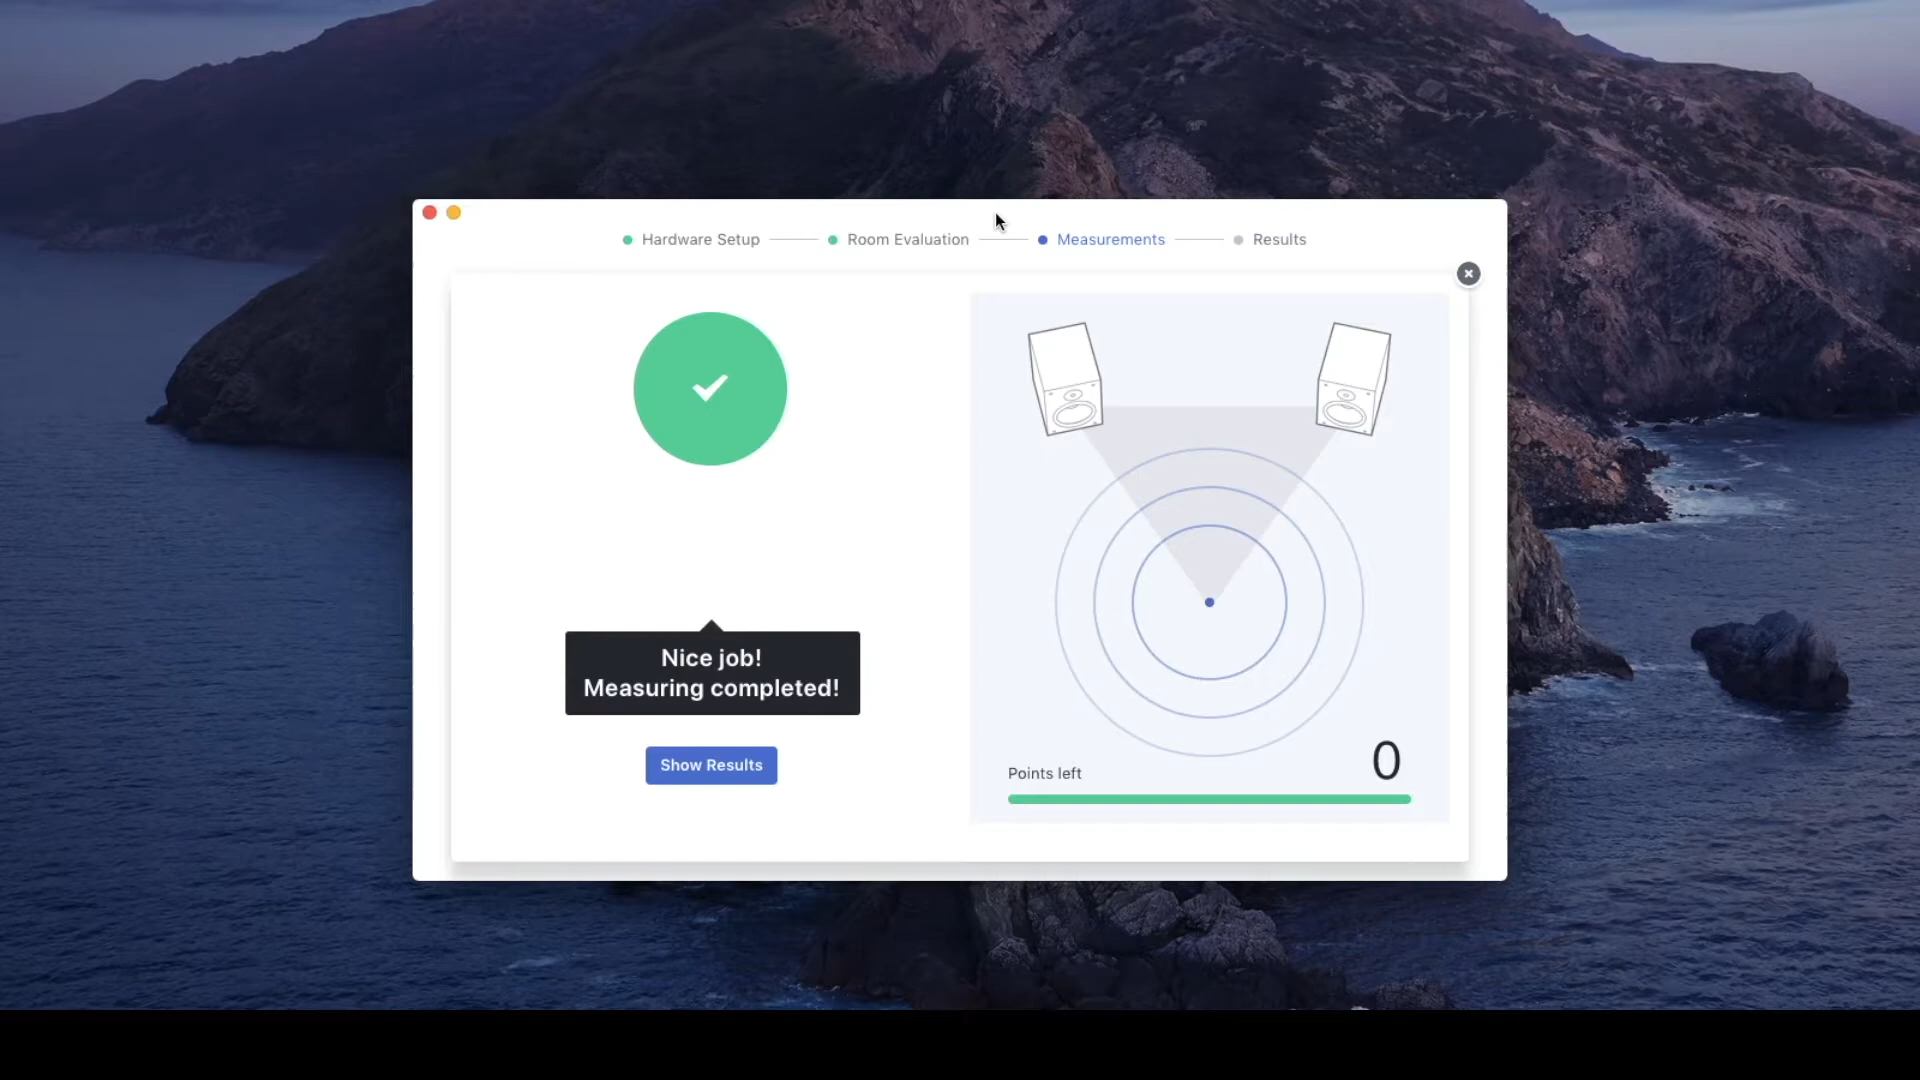 Hardware Setup
Room Evaluation
Measurements
Results
Nice job!
Measuring completed!
Show Results
Points left
0